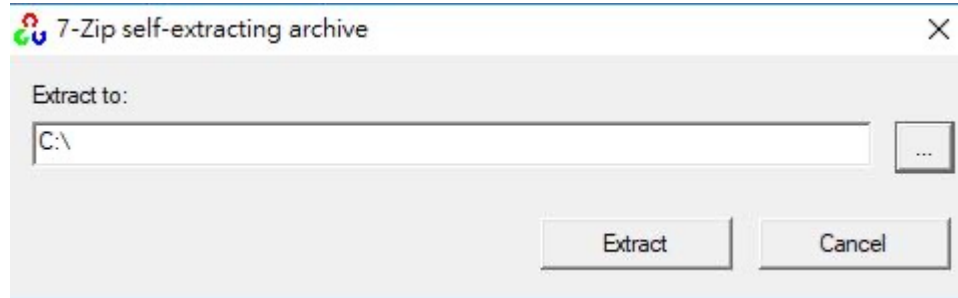 7-Zip self-extracting archive
Extract to:
C:\
...
Extract Cancel